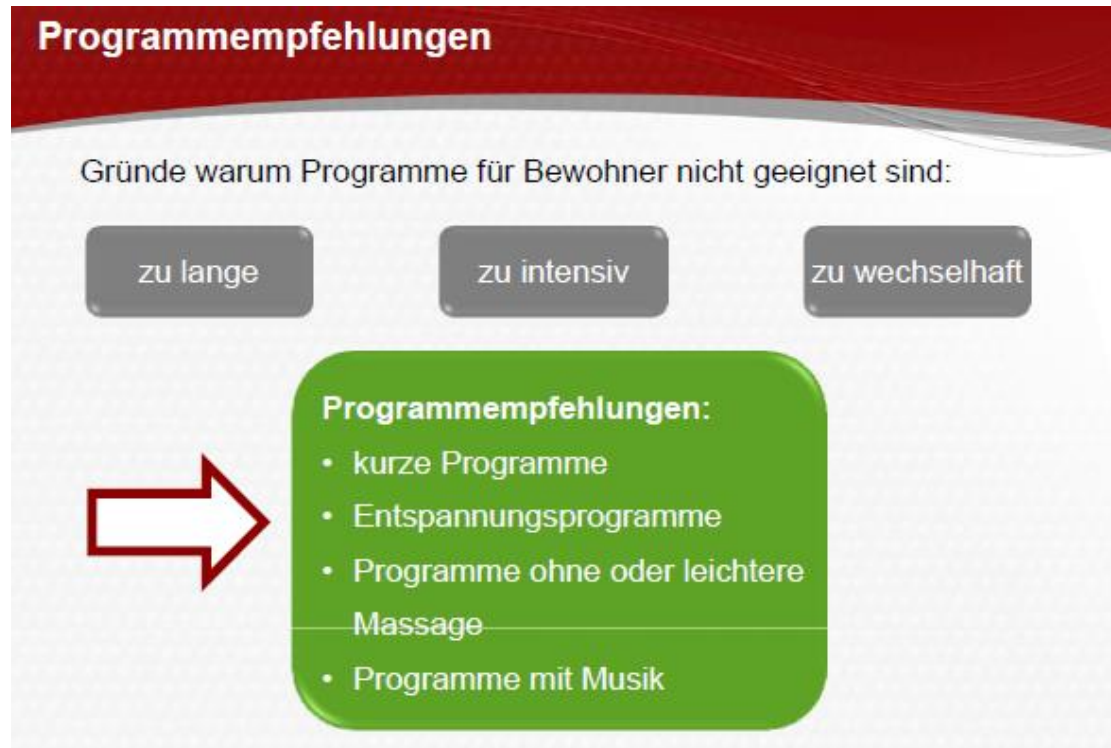 Programmempfehlungen
Gründe warum Programme für Bewohner nicht geeignet sind:
zu lange
zu intensiv
zu wechselhaft
Programmempfehlungen:
• kurze Programme
• Entspannungsprogramme
• Programme ohne oder leichtere
Massage
• Programme mit Musik